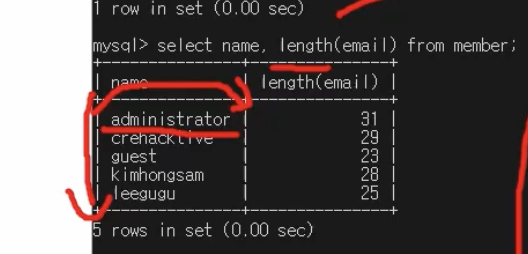 1 row in set (0.00 sec)
mysql> select name, length(email) from member;
+---------------+---------------+
| name | length(email) |
+---------------+---------------+
| administrator | 31 |
| crehacktive | 29 |
| guest | 23 |
| kimhongsam | 28 |
| leegugu | 25 |
+---------------+---------------+
5 rows in set (0.00 sec)